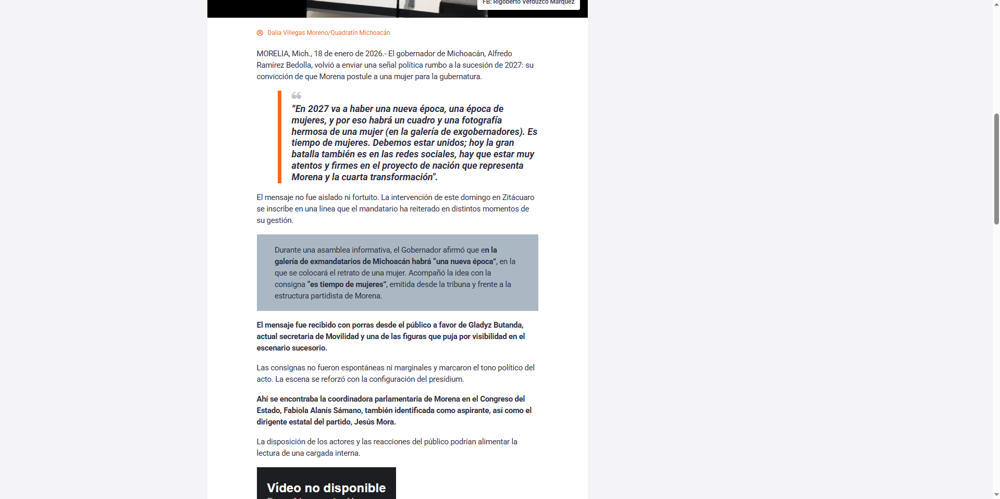 FB: Rigoberto Verduzco Márquez
Dalia Villegas Moreno/Quadratín Michoacán
MORELIA, Mich., 18 de enero de 2026.- El gobernador de Michoacán, Alfredo
Ramírez Bedolla, volvió a enviar una señal política rumbo a la sucesión de 2027: su
convicción de que Morena postule a una mujer para la gubernatura.
“En 2027 va a haber una nueva época, una época de
mujeres, y por eso habrá un cuadro y una fotografía
hermosa de una mujer (en la galería de exgobernadores). Es
tiempo de mujeres. Debemos estar unidos; hoy la gran
batalla también es en las redes sociales, hay que estar muy
atentos y firmes en el proyecto de nación que representa
Morena y la cuarta transformación".
El mensaje no fue aislado ni fortuito. La intervención de este domingo en Zitácuaro
se inscribe en una línea que el mandatario ha reiterado en distintos momentos de
su gestión.
Durante una asamblea informativa, el Gobernador afirmó que en la
galería de exmandatarios de Michoacán habrá “una nueva época”, en la
que se colocará el retrato de una mujer. Acompañó la idea con la
consigna “es tiempo de mujeres”, emitida desde la tribuna y frente a la
estructura partidista de Morena.
El mensaje fue recibido con porras desde el público a favor de Gladyz Butanda,
actual secretaria de Movilidad y una de las figuras que puja por visibilidad en el
escenario sucesorio.
Las consignas no fueron espontáneas ni marginales y marcaron el tono político del
acto. La escena se reforzó con la configuración del presídium.
Ahí se encontraba la coordinadora parlamentaria de Morena en el Congreso del
Estado, Fabiola Alanís Sámano, también identificada como aspirante, así como el
dirigente estatal del partido, Jesús Mora.
La disposición de los actores y las reacciones del público podrían alimentar la
lectura de una cargada interna.
Vídeo no disponible